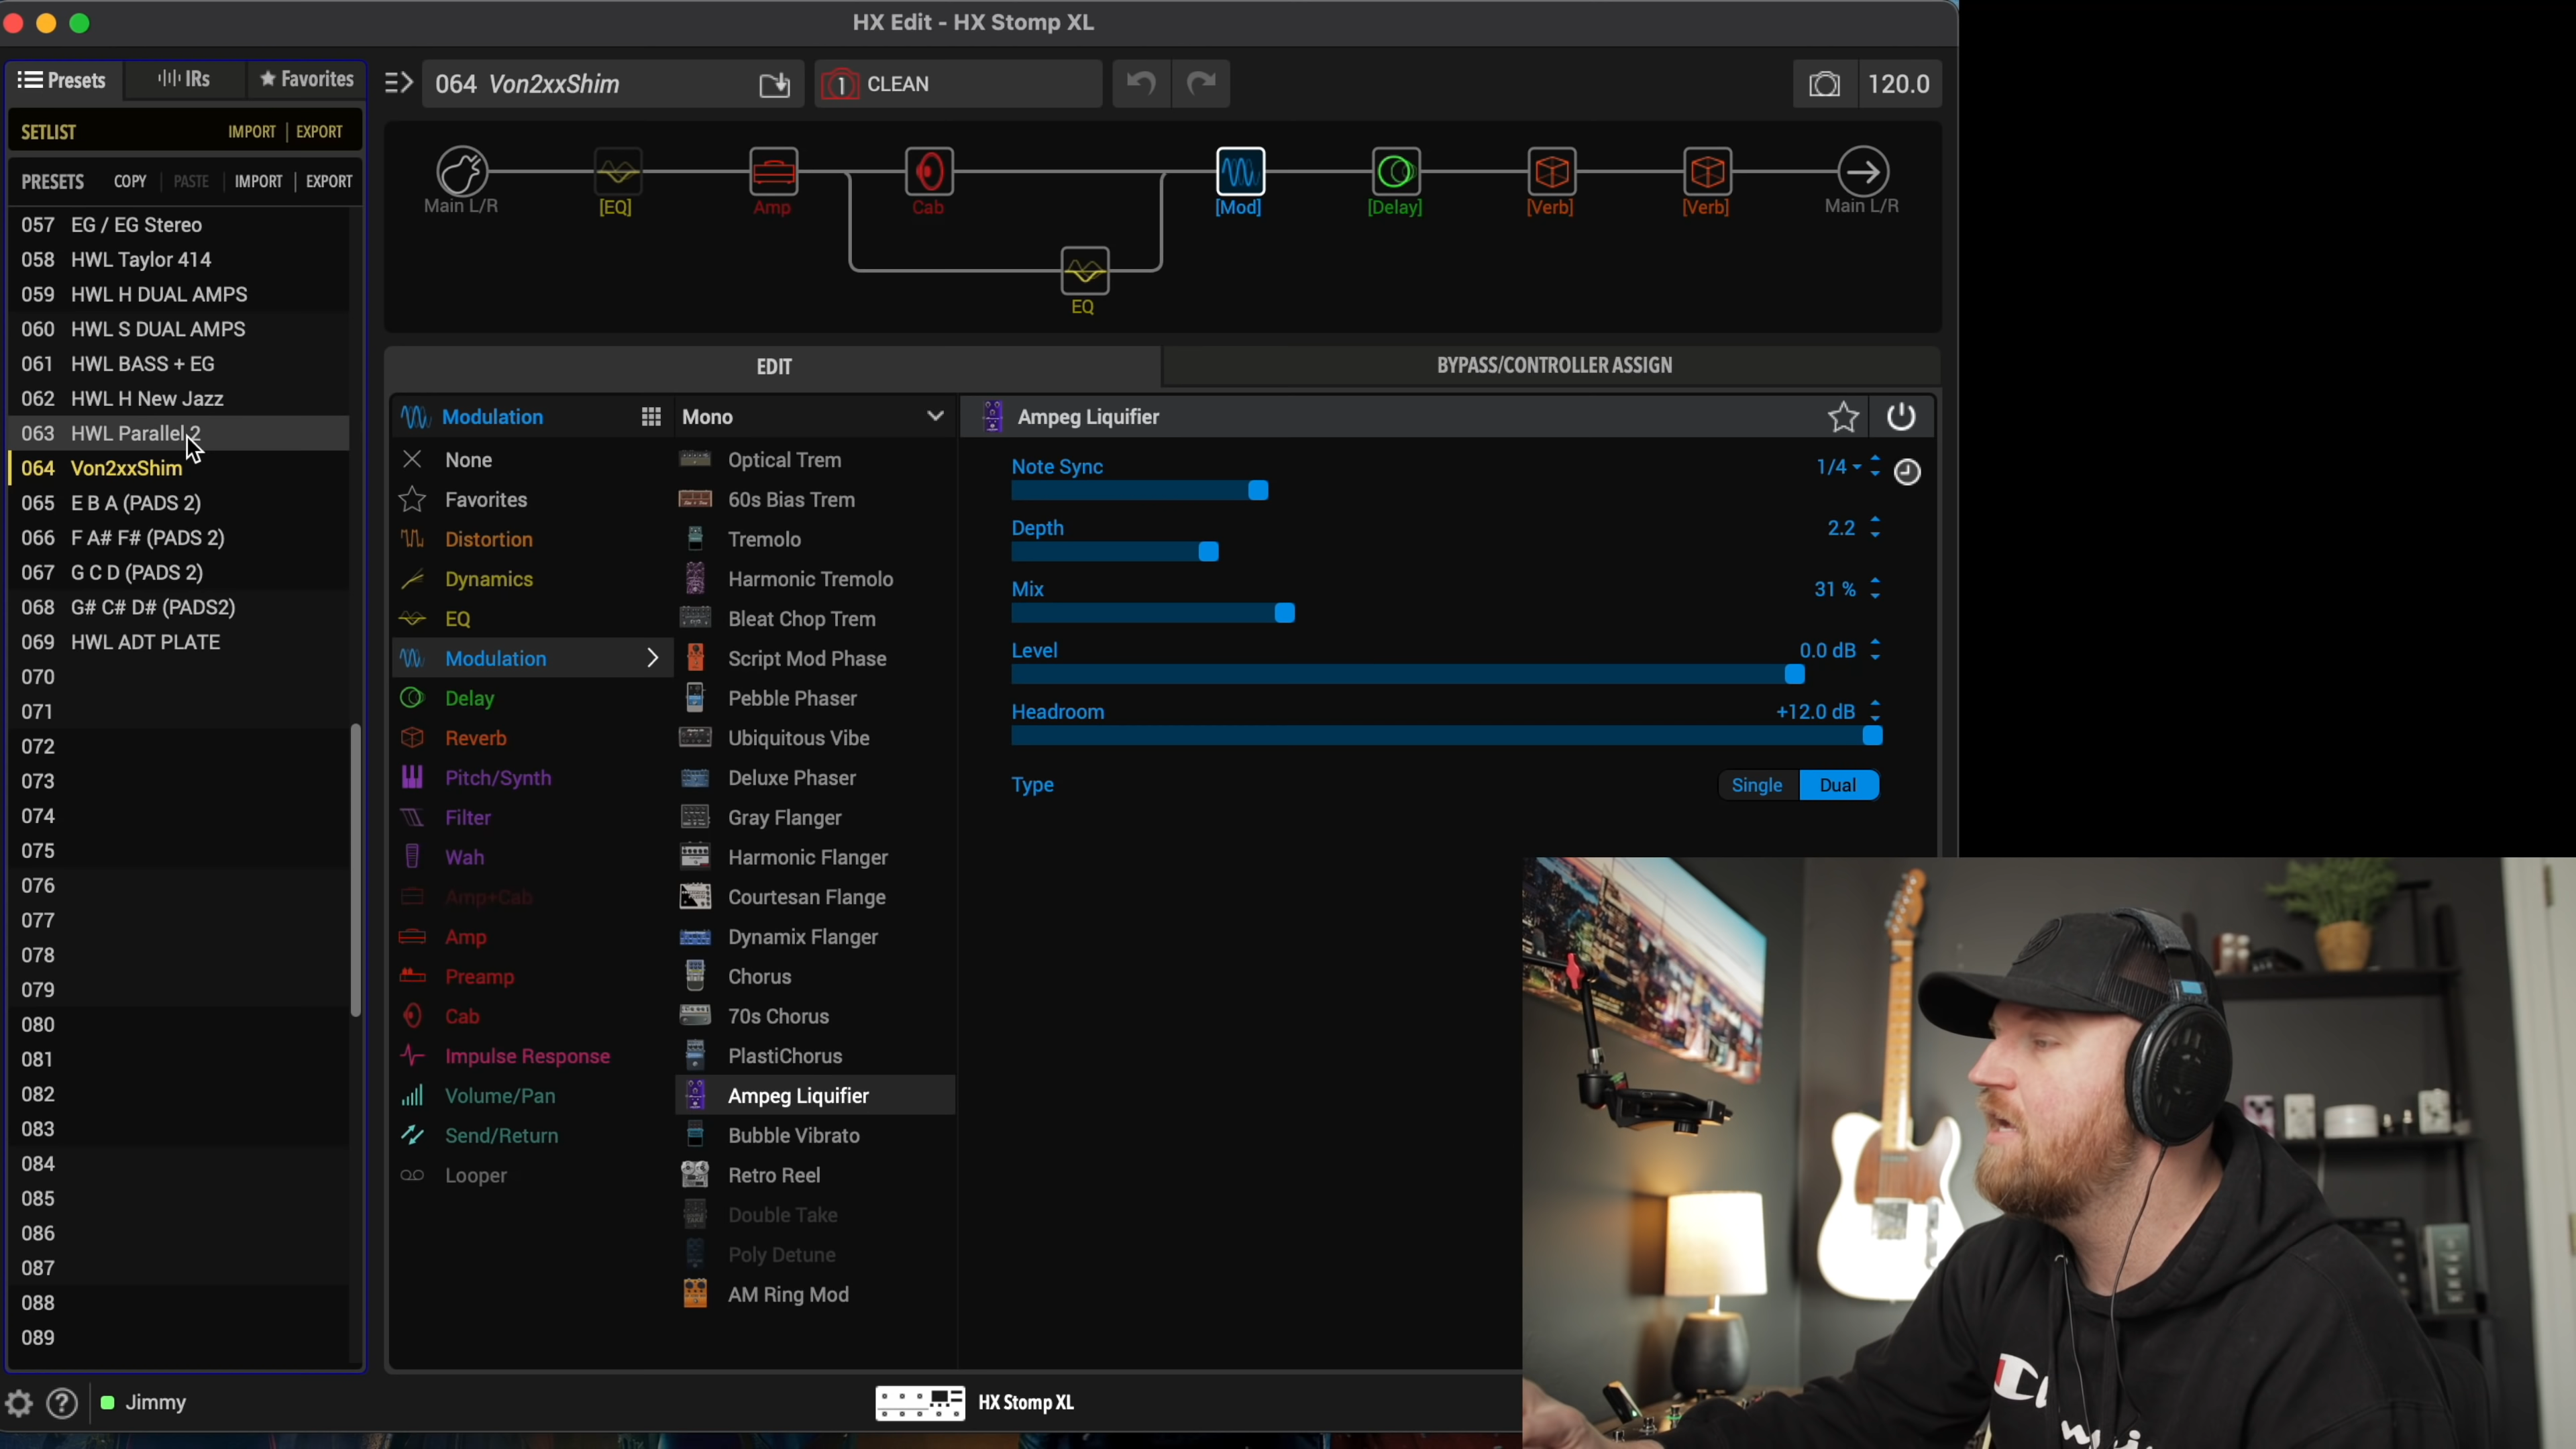 HX Edit - HX Stomp XL
Presets
IRs
Favorites
064 Von2xxShim
1 CLEAN
120.0
SETLIST IMPORT | EXPORT
PRESETS COPY | PASTE | IMPORT | EXPORT
057 EG / EG Stereo
058 HWL Taylor 414
059 HWL H DUAL AMPS
060 HWL S DUAL AMPS
061 HWL BASS + EG
062 HWL H New Jazz
063 HWL Parallel 2
064 Von2xxShim
065 E B A (PADS 2)
066 F A# F# (PADS 2)
067 G C D (PADS 2)
068 G# C# D# (PADS2)
069 HWL ADT PLATE
070
071
072
073
074
075
076
077
078
079
080
081
082
083
084
085
086
087
088
089
Main L/R
[EQ]
Amp
Cab
[Mod]
[Delay]
[Verb]
[Verb]
Main L/R
EQ
EDIT
BYPASS/CONTROLLER ASSIGN
Modulation
None
Favorites
Distortion
Dynamics
EQ
Modulation
Delay
Reverb
Pitch/Synth
Filter
Wah
Amp+Cab
Amp
Preamp
Cab
Impulse Response
Volume/Pan
Send/Return
Looper
Mono
Optical Trem
60s Bias Trem
Tremolo
Harmonic Tremolo
Bleat Chop Trem
Script Mod Phase
Pebble Phaser
Ubiquitous Vibe
Deluxe Phaser
Gray Flanger
Harmonic Flanger
Courtesan Flange
Dynamix Flanger
Chorus
70s Chorus
PlastiChorus
Ampeg Liquifier
Bubble Vibrato
Retro Reel
Double Take
Poly Detune
AM Ring Mod
Ampeg Liquifier
Note Sync 1/4
Depth 2.2
Mix 31 %
Level 0.0 dB
Headroom +12.0 dB
Type Single Dual
Jimmy
HX Stomp XL